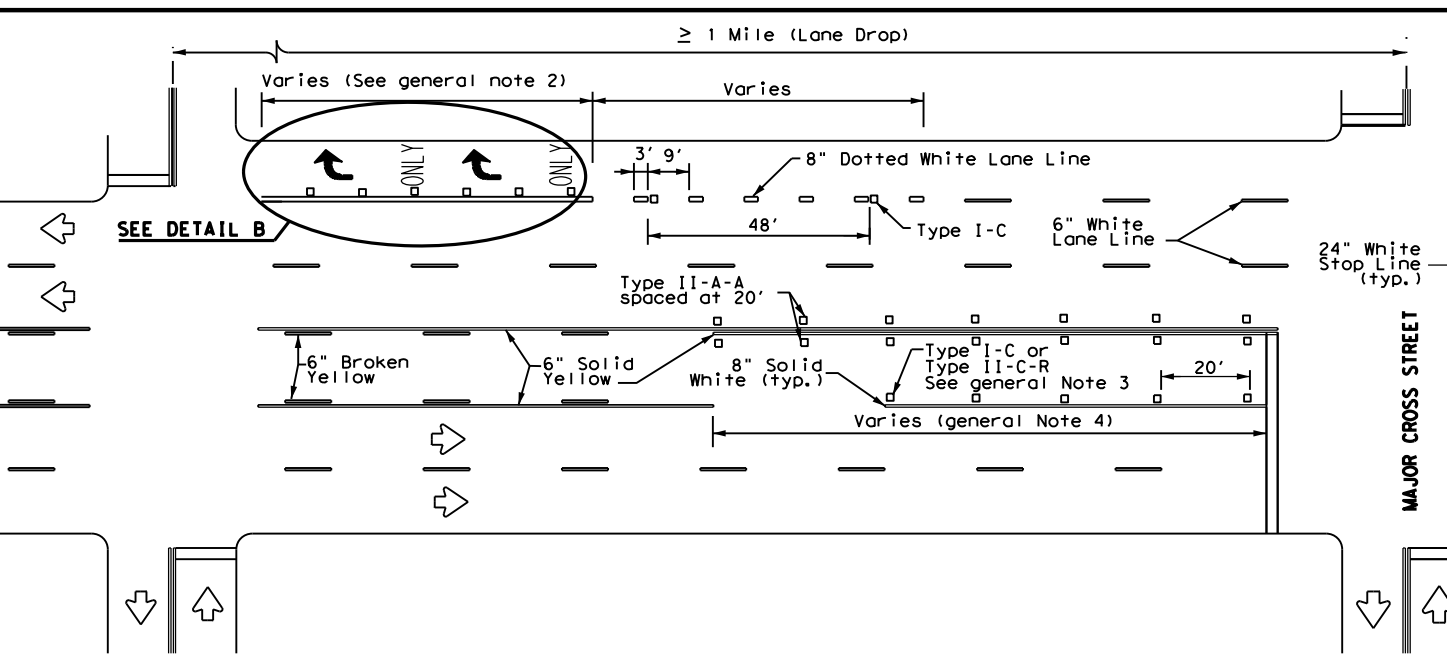 ≥ 1 Mile (Lane Drop)
Varies (See general note 2)
Varies
ONLY
ONLY
3' 9'
8" Dotted White Lane Line
SEE DETAIL B
48'
Type I-C
6" White
Lane Line
24" White
Stop Line
(typ.)
Type II-A-A
spaced at 20'
6" Broken
Yellow
6" Solid
Yellow
8" Solid
White (typ.)
Type I-C or
Type II-C-R
See general Note 3
20'
Varies (general Note 4)
MAJOR CROSS STREET